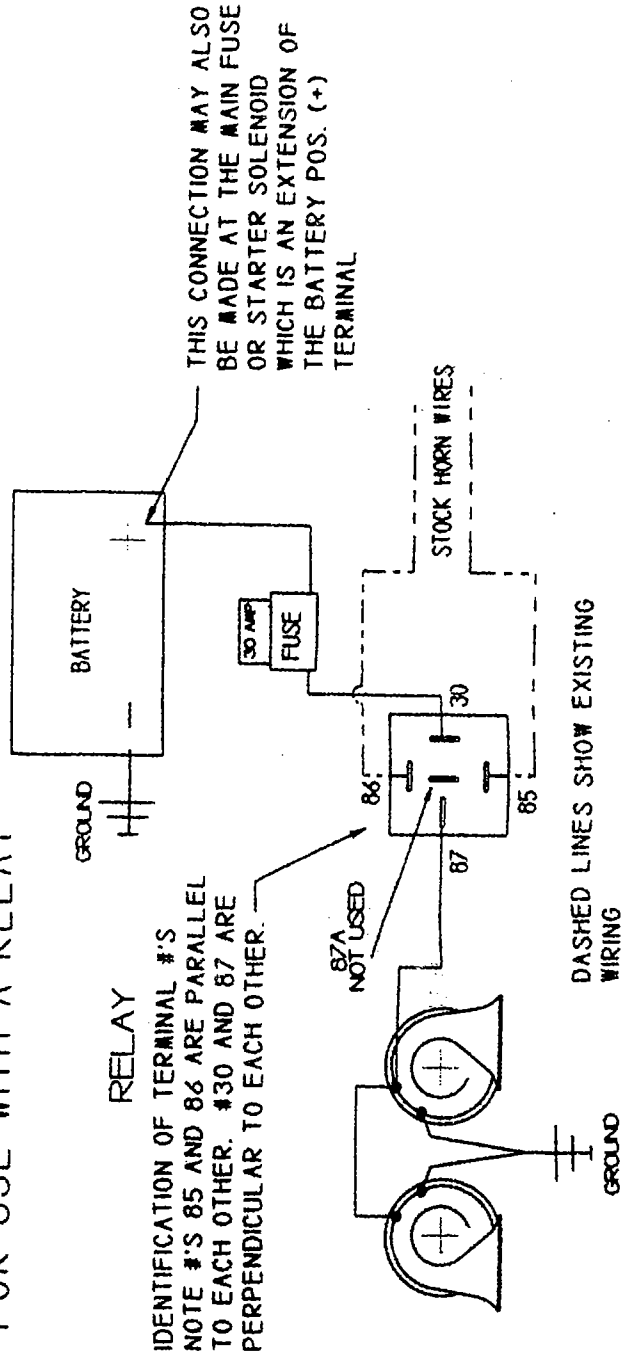 FOR USE WITH A RELAY
RELAY
IDENTIFICATION OF TERMINAL #'S
NOTE #'S 85 AND 86 ARE PARALLEL
TO EACH OTHER. #30 AND 87 ARE
PERPENDICULAR TO EACH OTHER.
GROUND
BATTERY
+
THIS CONNECTION MAY ALSO
BE MADE AT THE MAIN FUSE
OR STARTER SOLENOID
WHICH IS AN EXTENSION OF
THE BATTERY POS. (+)
TERMINAL
30 AMP
FUSE
87A
NOT USED
86
30
87
85
STOCK HORN WIRES
GROUND
DASHED LINES SHOW EXISTING
WIRING